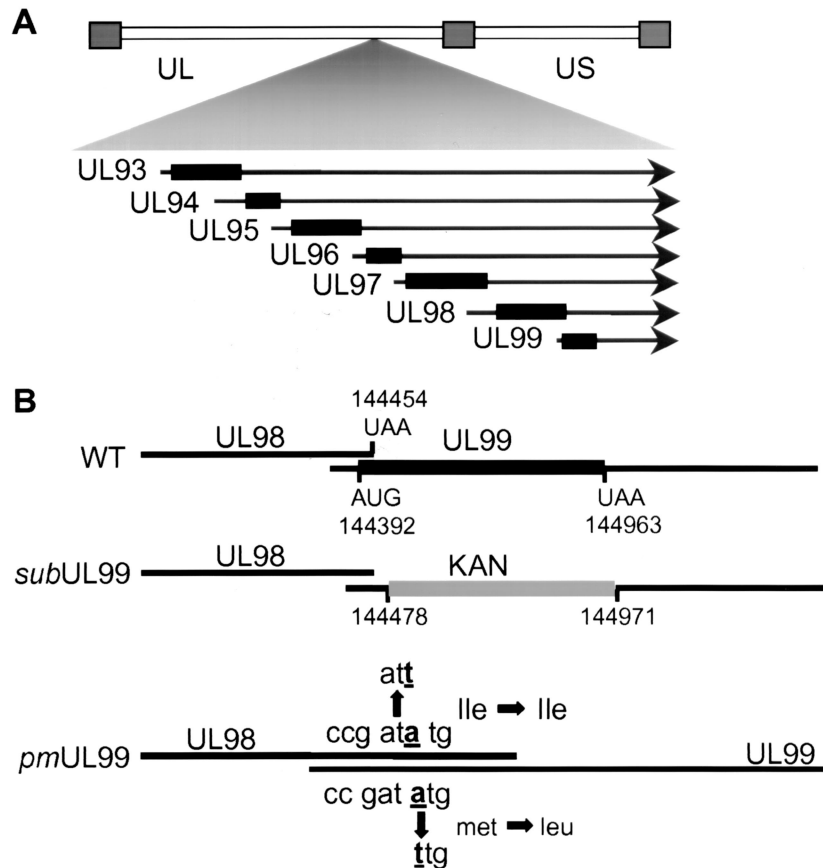 A
UL US
UL93
UL94
UL95
UL96
UL97
UL98
UL99
B
144454
UL98 UAA UL99
WT
AUG UAA
144392 144963
UL98 KAN
subUL99
144478 144971
att
Ile Ile
ccg ata tg
UL98 UL99
pmUL99
cc gat atg
met leu
ttg